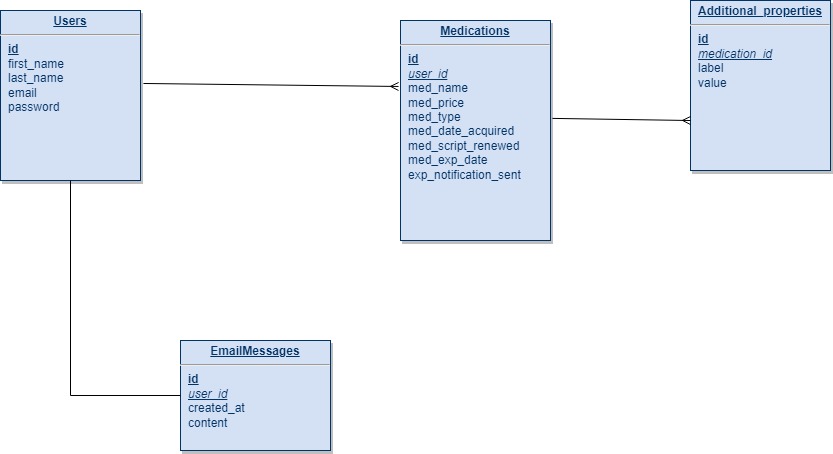 Users
id
first_name
last_name
email
password
Medications
id
user_id
med_name
med_price
med_type
med_date_acquired
med_script_renewed
med_exp_date
exp_notification_sent
Additional_properties
id
medication_id
label
value
EmailMessages
id
user_id
created_at
content